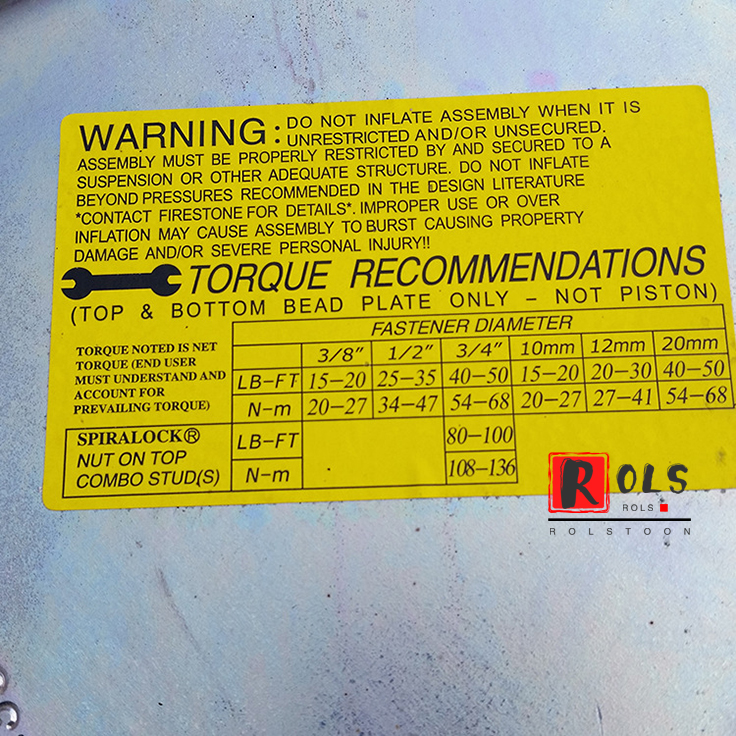 WARNING: DO NOT INFLATE ASSEMBLY WHEN IT IS
UNRESTRICTED AND/OR UNSECURED.
ASSEMBLY MUST BE PROPERLY RESTRICTED BY AND SECURED TO A
SUSPENSION OR OTHER ADEQUATE STRUCTURE. DO NOT INFLATE
BEYOND PRESSURES RECOMMENDED IN THE DESIGN LITERATURE
*CONTACT FIRESTONE FOR DETAILS*. IMPROPER USE OR OVER
INFLATION MAY CAUSE ASSEMBLY TO BURST CAUSING PROPERTY
DAMAGE AND/OR SEVERE PERSONAL INJURY!!
TORQUE RECOMMENDATIONS
(TOP & BOTTOM BEAD PLATE ONLY – NOT PISTON)
TORQUE NOTED IS NET
TORQUE (END USER
MUST UNDERSTAND AND
ACCOUNT FOR
PREVAILING TORQUE)
FASTENER DIAMETER
3/8" 1/2" 3/4" 10mm 12mm 20mm
LB-FT 15-20 25-35 40-50 15-20 20-30 40-50
N-m 20-27 34-47 54-68 20-27 27-41 54-68
SPIRALOCK®
NUT ON TOP
COMBO STUD(S)
LB-FT 80-100
N-m 108-136
ROLS
ROLS
ROLSTOON